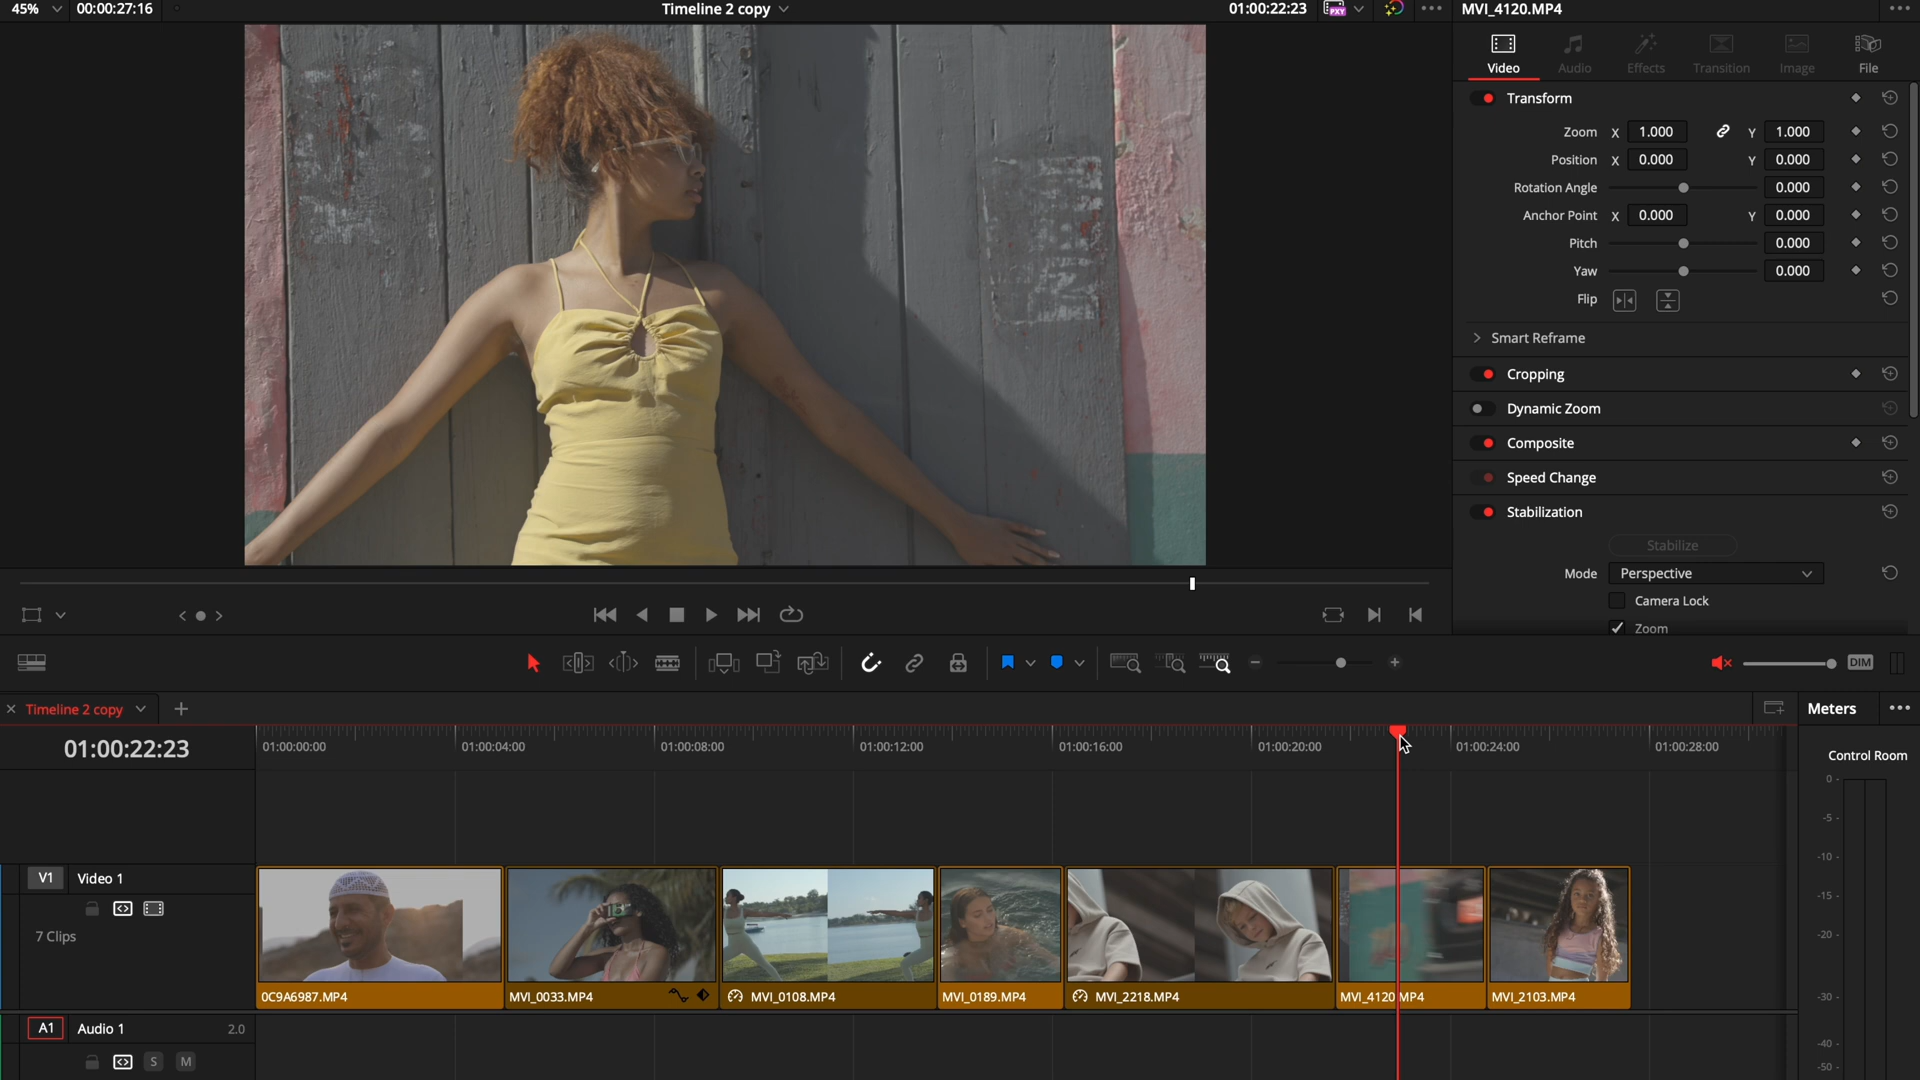 45%
00:00:27:16
Timeline 2 copy
01:00:22:23
PXY
MVI_4120.MP4
Video
Audio
Effects
Transition
Image
File
Transform
Zoom X 1.000 Y 1.000
Position X 0.000 Y 0.000
Rotation Angle 0.000
Anchor Point X 0.000 Y 0.000
Pitch 0.000
Yaw 0.000
Flip
Smart Reframe
Cropping
Dynamic Zoom
Composite
Speed Change
Stabilization
Stabilize
Mode Perspective
Camera Lock
Zoom
DIM
Timeline 2 copy
Meters
01:00:22:23
01:00:00:00
01:00:04:00
01:00:08:00
01:00:12:00
01:00:16:00
01:00:20:00
01:00:24:00
01:00:28:00
Control Room
0
-5
-10
-15
-20
-30
-40
-50
V1 Video 1
7 Clips
0C9A6987.MP4
MVI_0033.MP4
MVI_0108.MP4
MVI_0189.MP4
MVI_2218.MP4
MVI_4120.MP4
MVI_2103.MP4
A1 Audio 1 2.0
S M